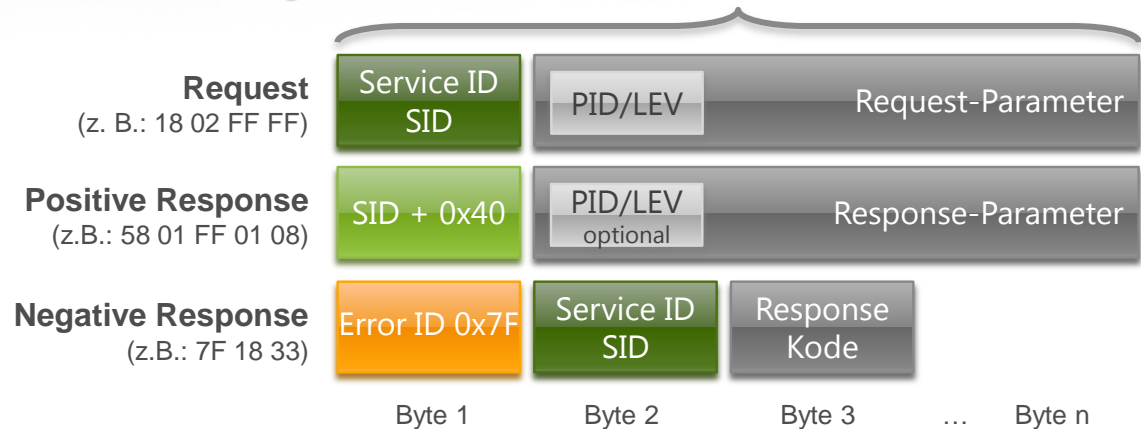 Request
(z. B.: 18 02 FF FF)
Service ID
SID
PID/LEV
Request-Parameter
Positive Response
(z.B.: 58 01 FF 01 08)
SID + 0x40
PID/LEV
optional
Response-Parameter
Negative Response
(z.B.: 7F 18 33)
Error ID 0x7F
Service ID
SID
Response
Kode
Byte 1
Byte 2
Byte 3
…
Byte n